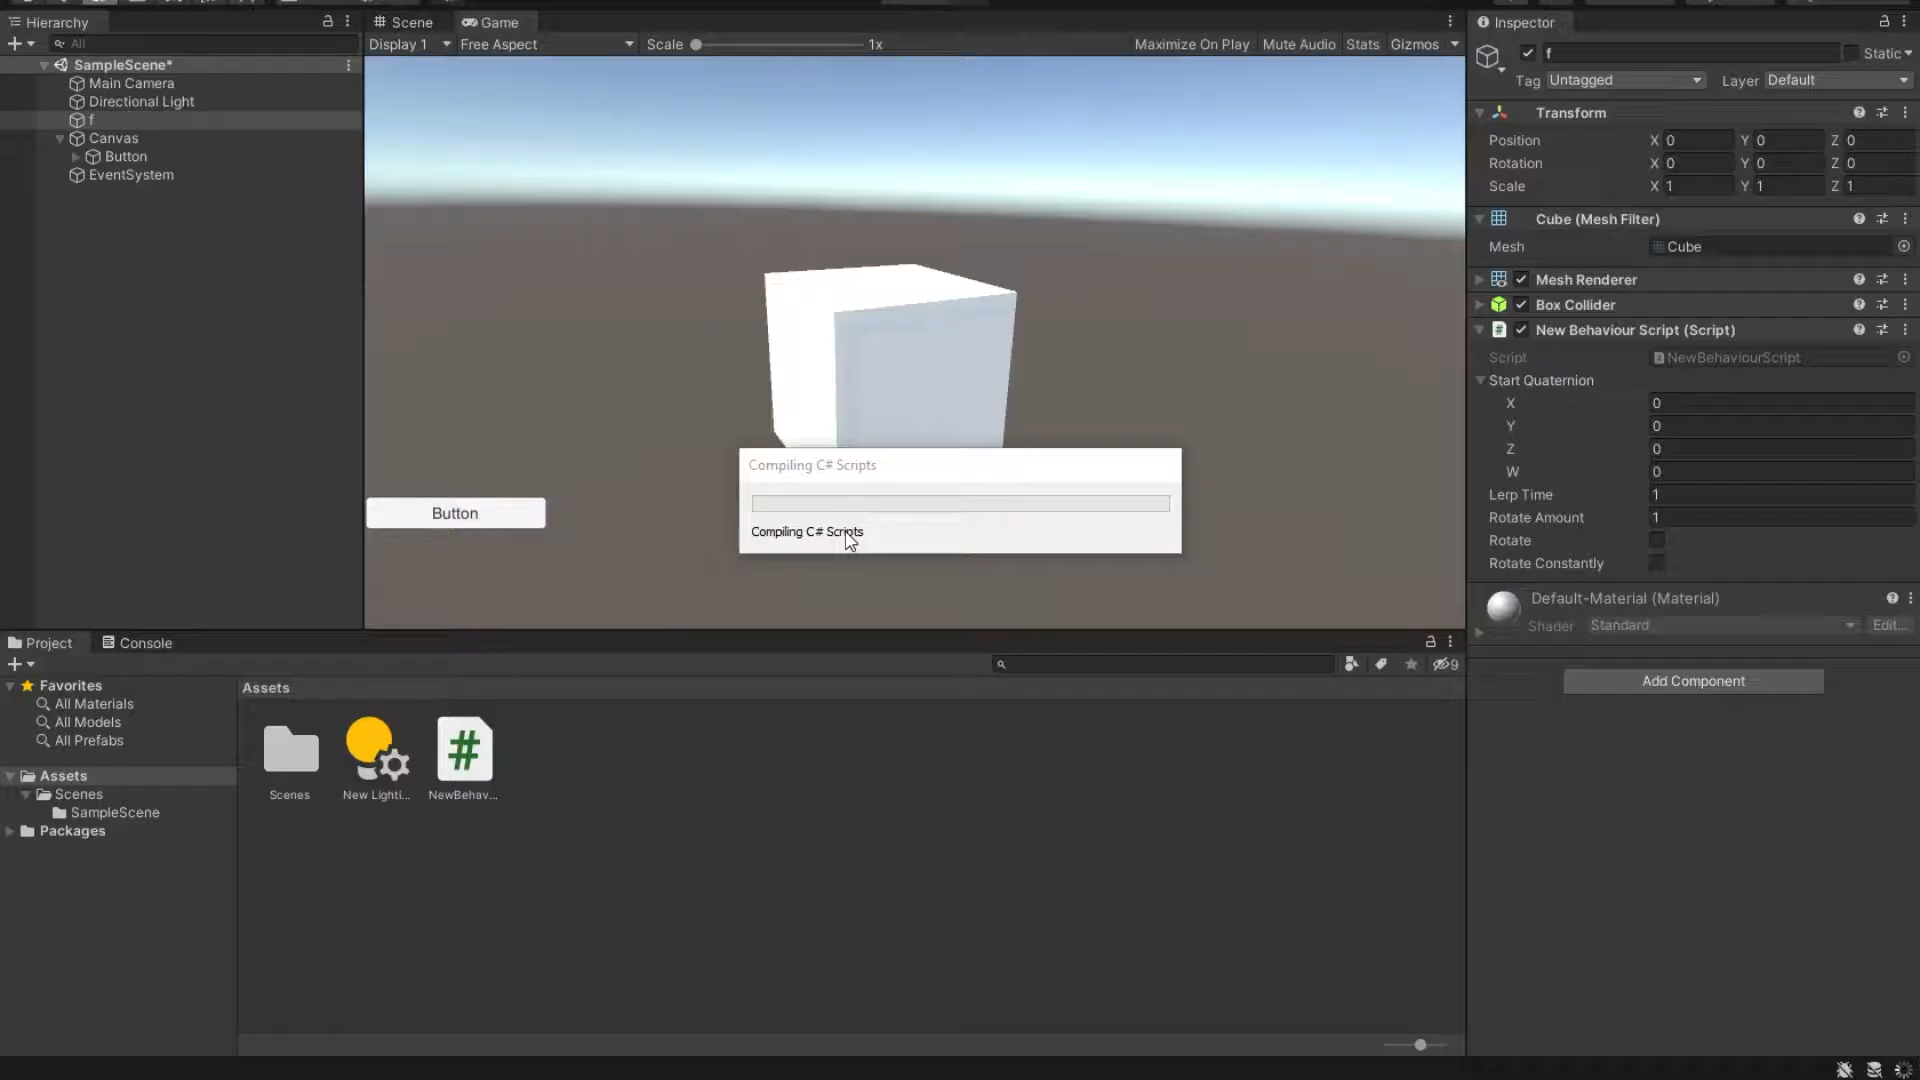 Hierarchy
All
SampleScene*
Main Camera
Directional Light
f
Canvas
Button
EventSystem
Scene
Game
Display 1
Free Aspect
Scale
1x
Maximize On Play
Mute Audio
Stats
Gizmos
Button
Compiling C# Scripts
Compiling C# Scripts
Inspector
f
Static
Tag Untagged
Layer Default
Transform
Position X 0 Y 0 Z 0
Rotation X 0 Y 0 Z 0
Scale X 1 Y 1 Z 1
Cube (Mesh Filter)
Mesh Cube
Mesh Renderer
Box Collider
# New Behaviour Script (Script)
Script NewBehaviourScript
Start Quaternion
X 0
Y 0
Z 0
W 0
Lerp Time 1
Rotate Amount 1
Rotate
Rotate Constantly
Default-Material (Material)
Shader Standard Edit...
Add Component
Project
Console
9
Favorites
All Materials
All Models
All Prefabs
Assets
Scenes
SampleScene
Packages
Assets
#
Scenes
New Lighti...
NewBehav...